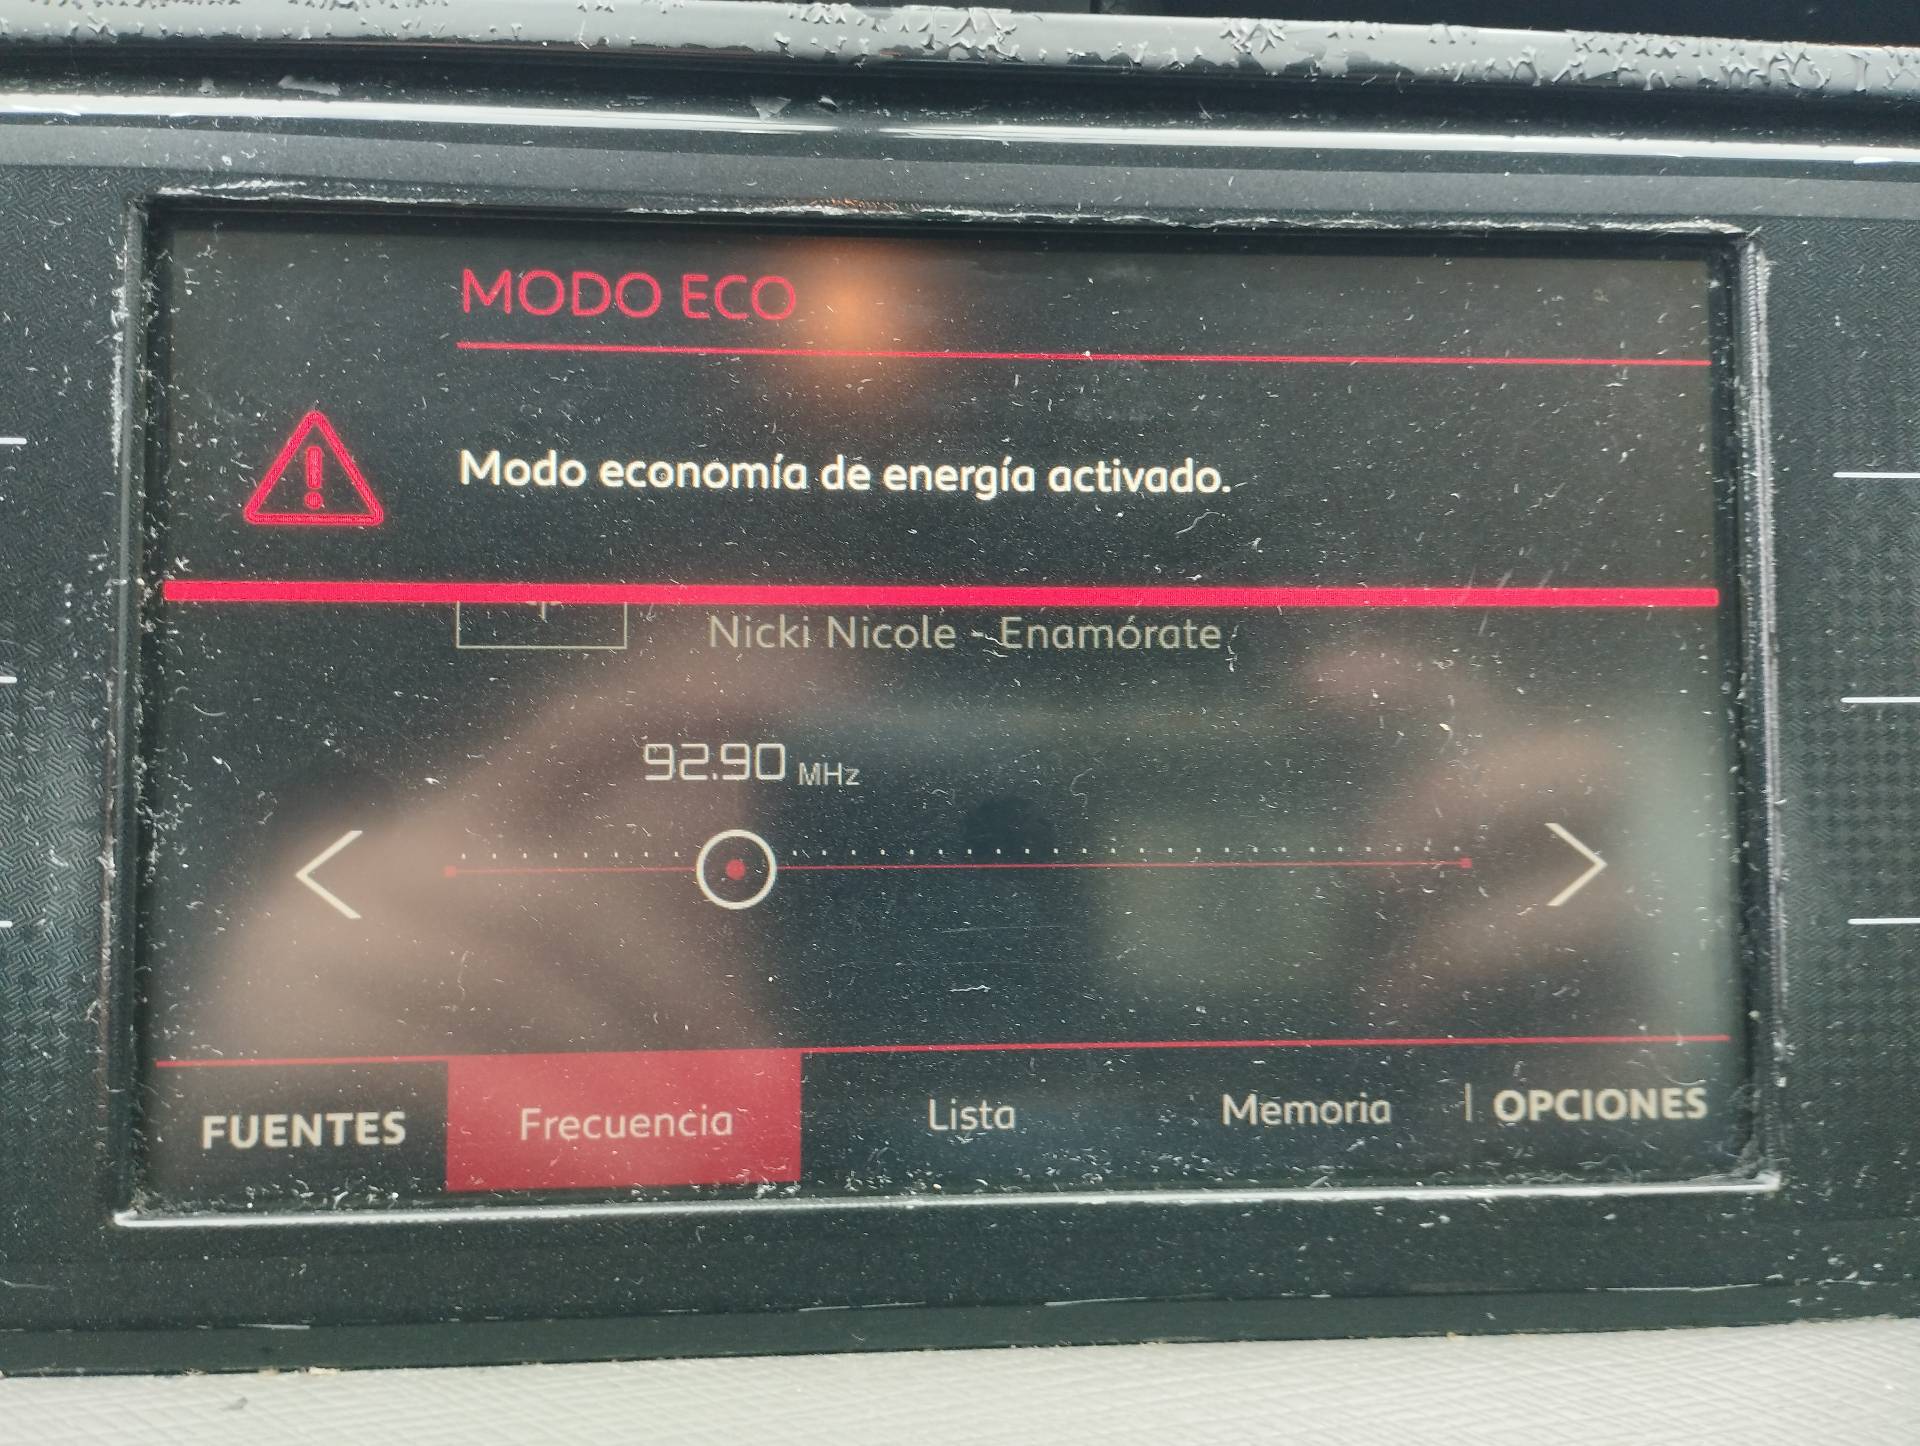 MODO ECO
Modo economía de energía activado.
Nicki Nicole - Enamórate
92.90 MHz
FUENTES Frecuencia Lista Memoria OPCIONES